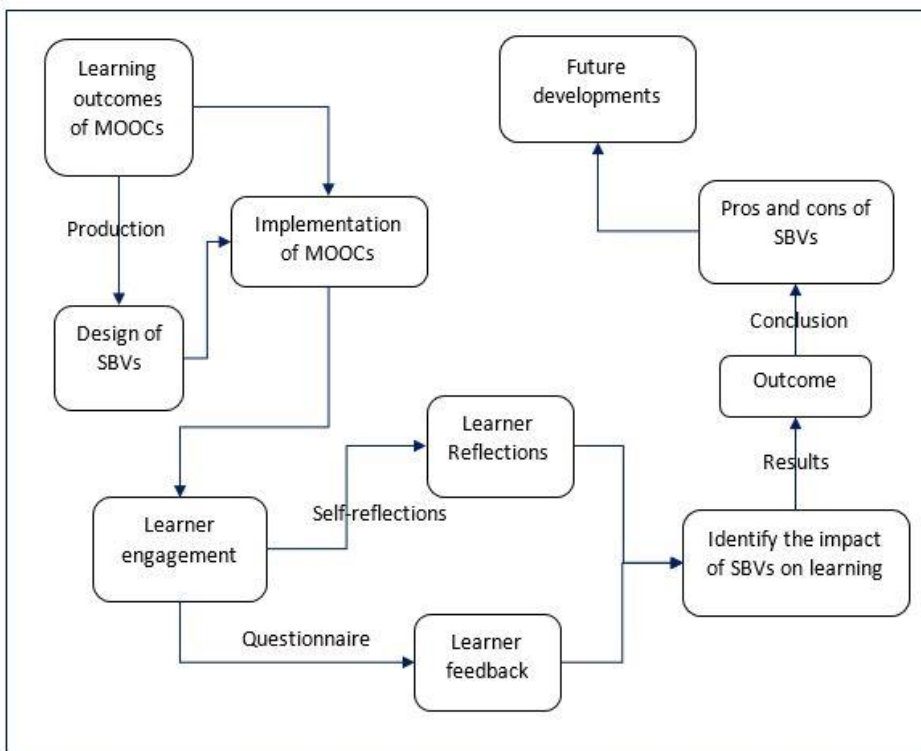 Learning
outcomes
of MOOCs
Production
Design of
SBVs
Implementation
of MOOCs
Learner
engagement
Self-reflections
Learner
Reflections
Questionnaire
Learner
feedback
Identify the impact
of SBVs on learning
Results
Outcome
Conclusion
Pros and cons of
SBVs
Future
developments